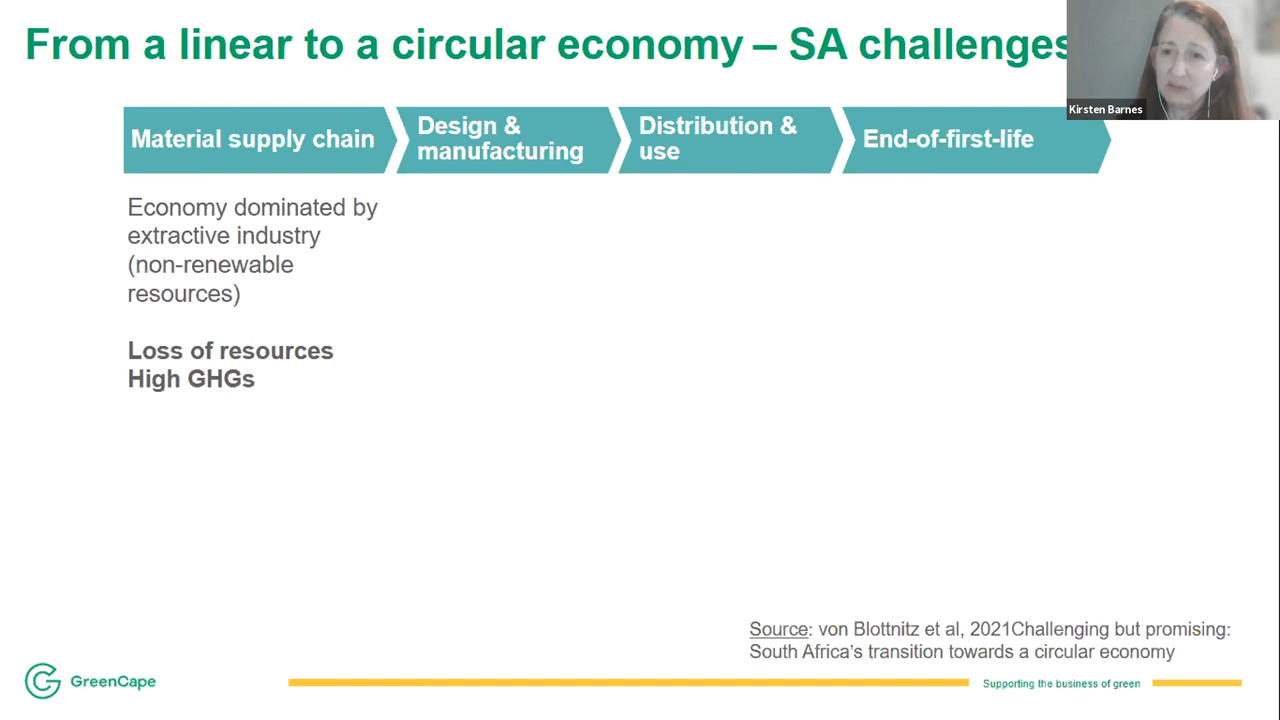 From a linear to a circular economy – SA challenges
Kirsten Barnes
Material supply chain
Design &
manufacturing
Distribution &
use
End-of-first-life
Economy dominated by
extractive industry
(non-renewable
resources)
Loss of resources
High GHGs
Source: von Blottnitz et al, 2021Challenging but promising:
South Africa’s transition towards a circular economy
GreenCape
Supporting the business of green